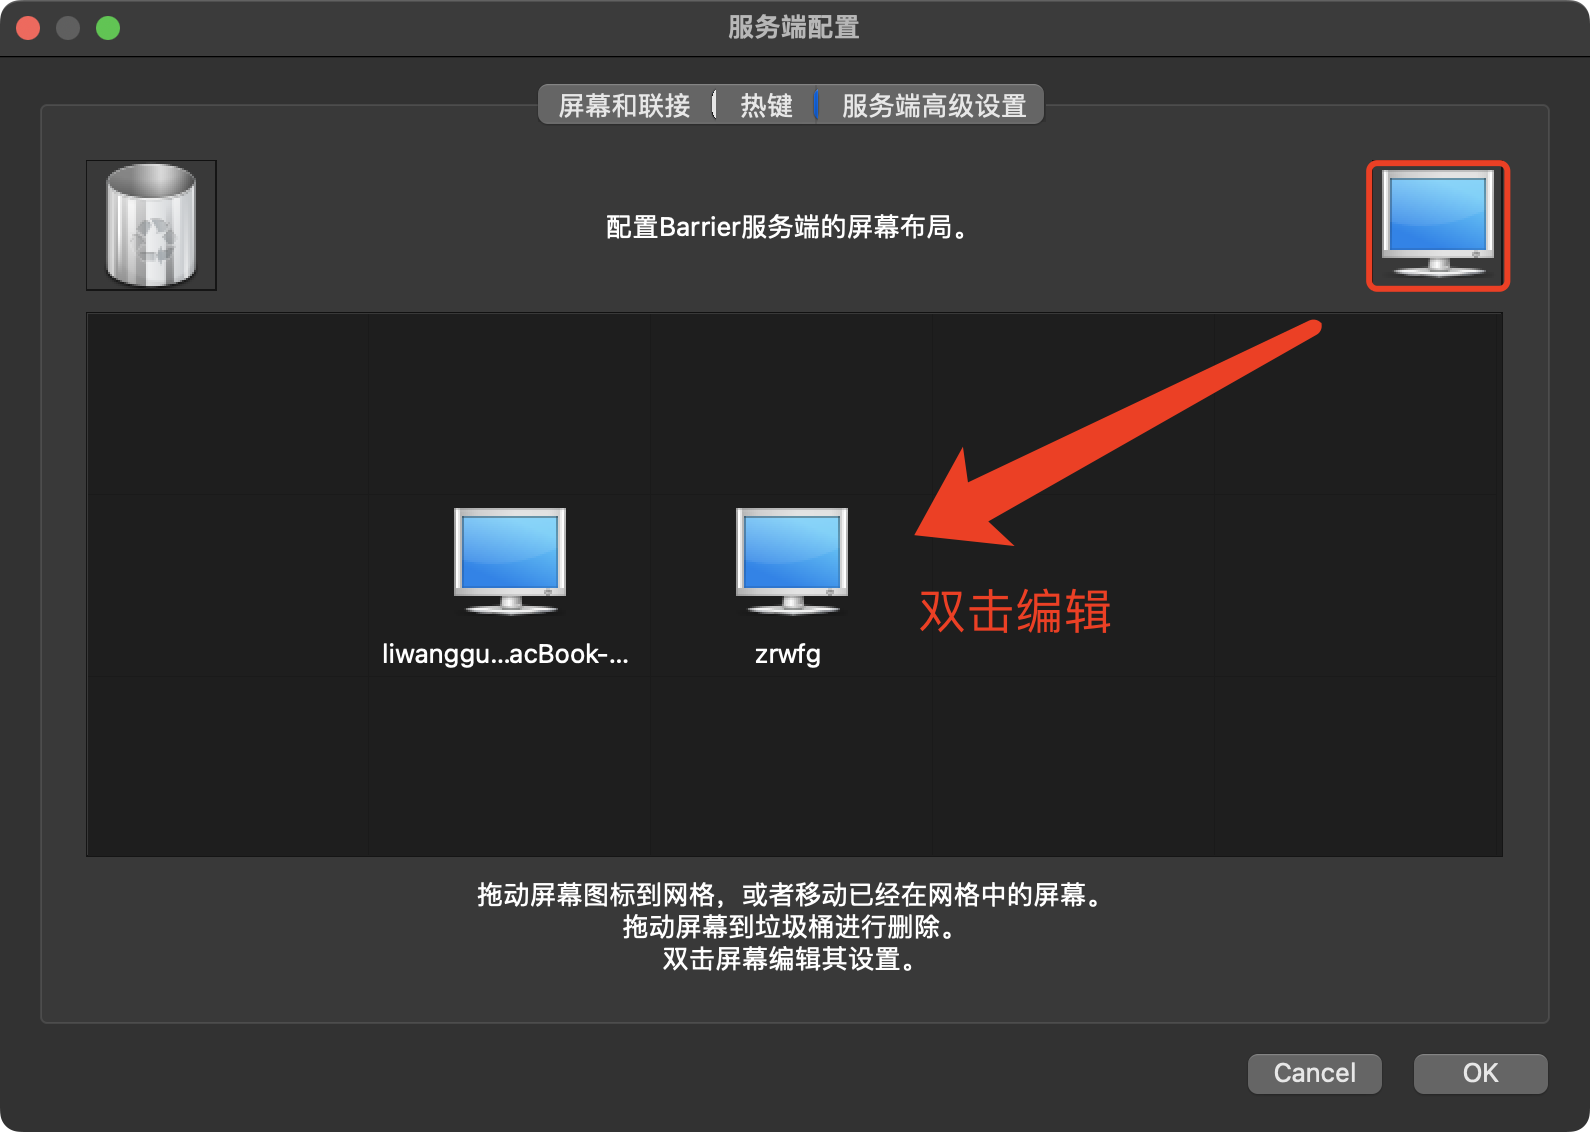 服务端配置
屏幕和联接
热键
服务端高级设置
配置Barrier服务端的屏幕布局。
双击编辑
liwanggu...acBook-...
zrwfg
拖动屏幕图标到网格，或者移动已经在网格中的屏幕。
拖动屏幕到垃圾桶进行删除。
双击屏幕编辑其设置。
Cancel
OK